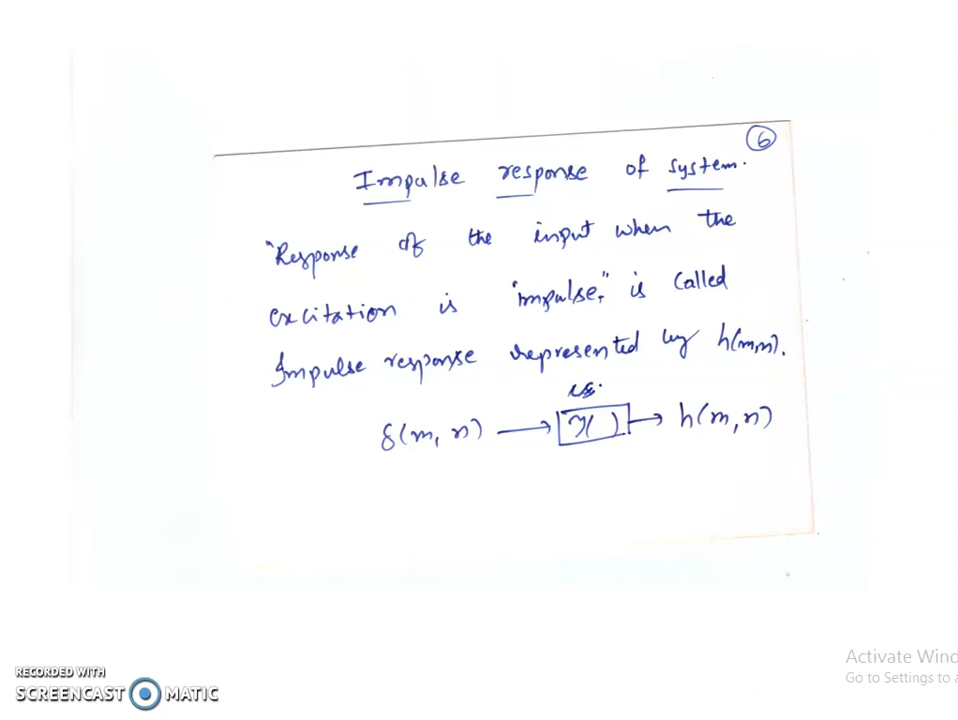 6
Impulse response of system.
"Response of the input when the
excitation is "impulse," is called
Impulse response represented by h(m,n).
δ(m, n) → ( ) → h(m, n)
RECORDED WITH
SCREENCAST MATIC
Activate Wind
Go to Settings to a